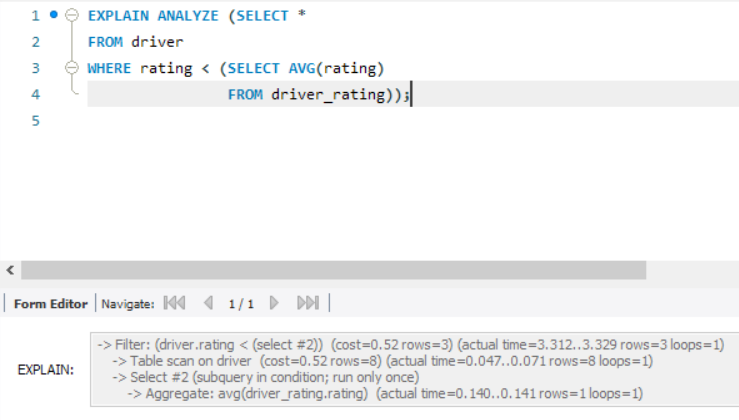 1 EXPLAIN ANALYZE (SELECT *
2 FROM driver
3 WHERE rating < (SELECT AVG(rating)
4 FROM driver_rating));
5
Form Editor Navigate: 1 / 1
-> Filter: (driver.rating < (select #2)) (cost=0.52 rows=3) (actual time=3.312..3.329 rows=3 loops=1)
-> Table scan on driver (cost=0.52 rows=8) (actual time=0.047..0.071 rows=8 loops=1)
EXPLAIN:
-> Select #2 (subquery in condition; run only once)
-> Aggregate: avg(driver_rating.rating) (actual time=0.140..0.141 rows=1 loops=1)